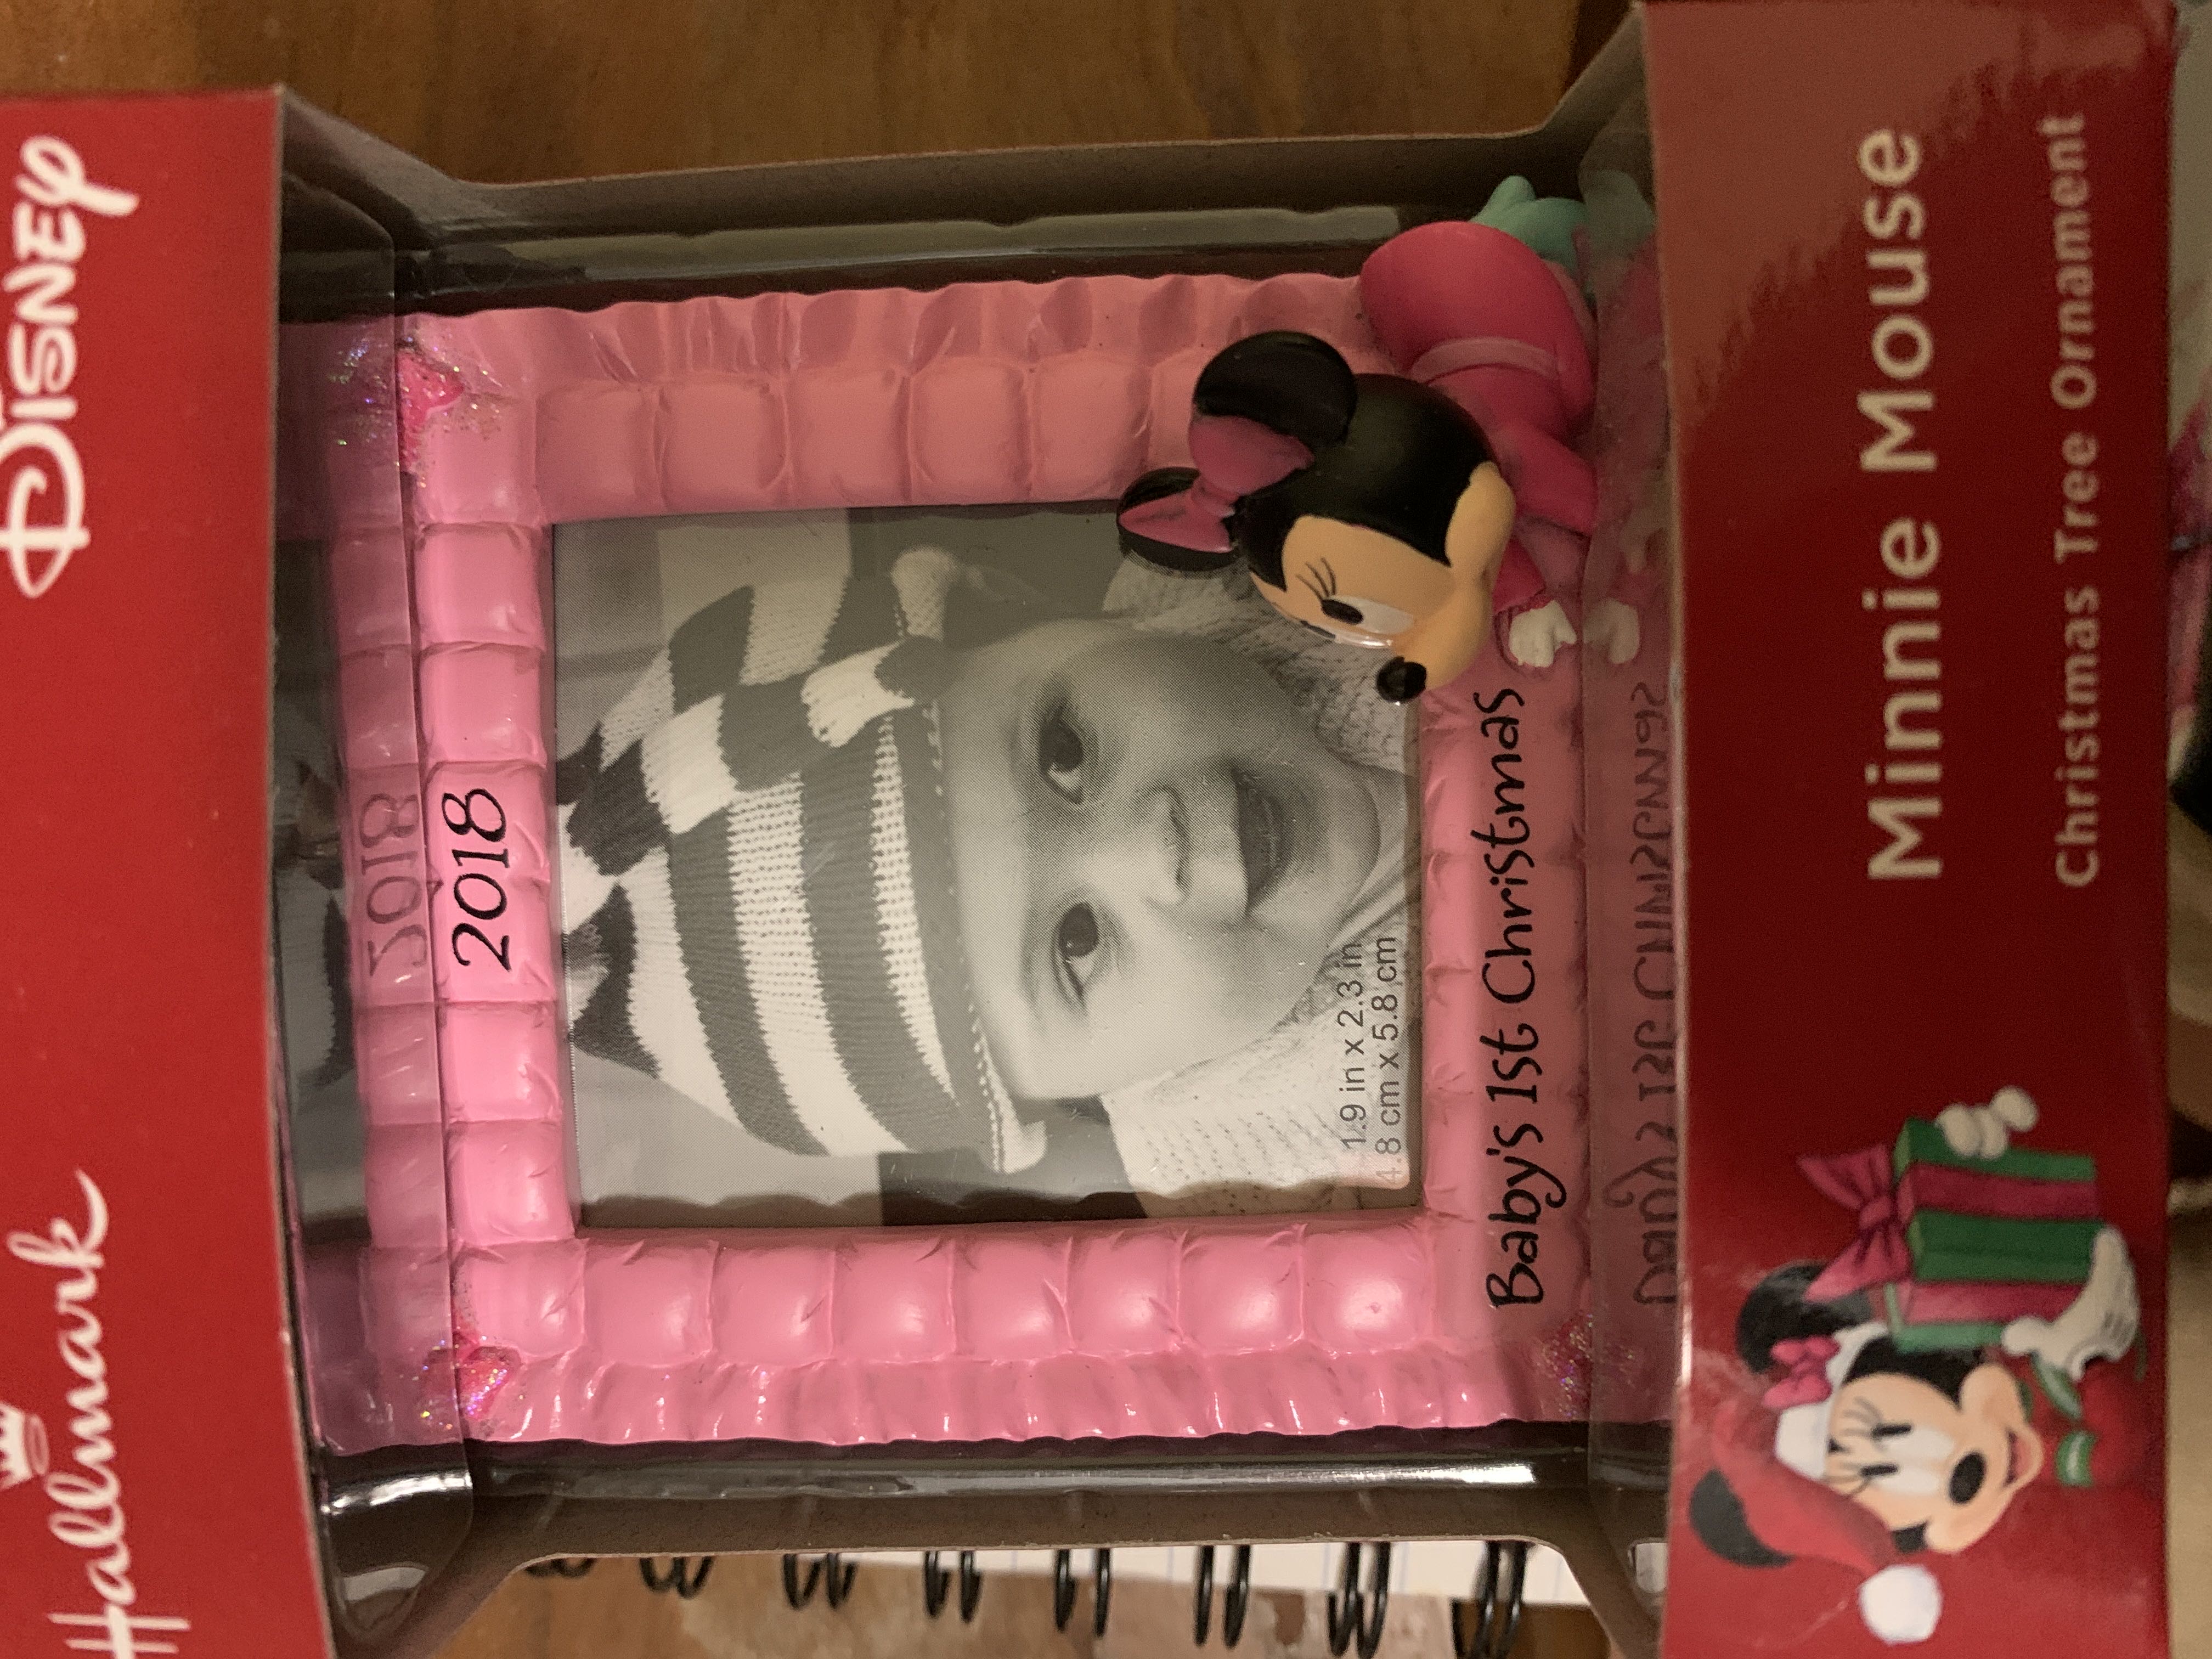 Hallmark
Disney
2018
1.9 in x 2.3 in
4.8 cm x 5.8 cm
Baby's 1st Christmas
Minnie Mouse
Christmas Tree Ornament